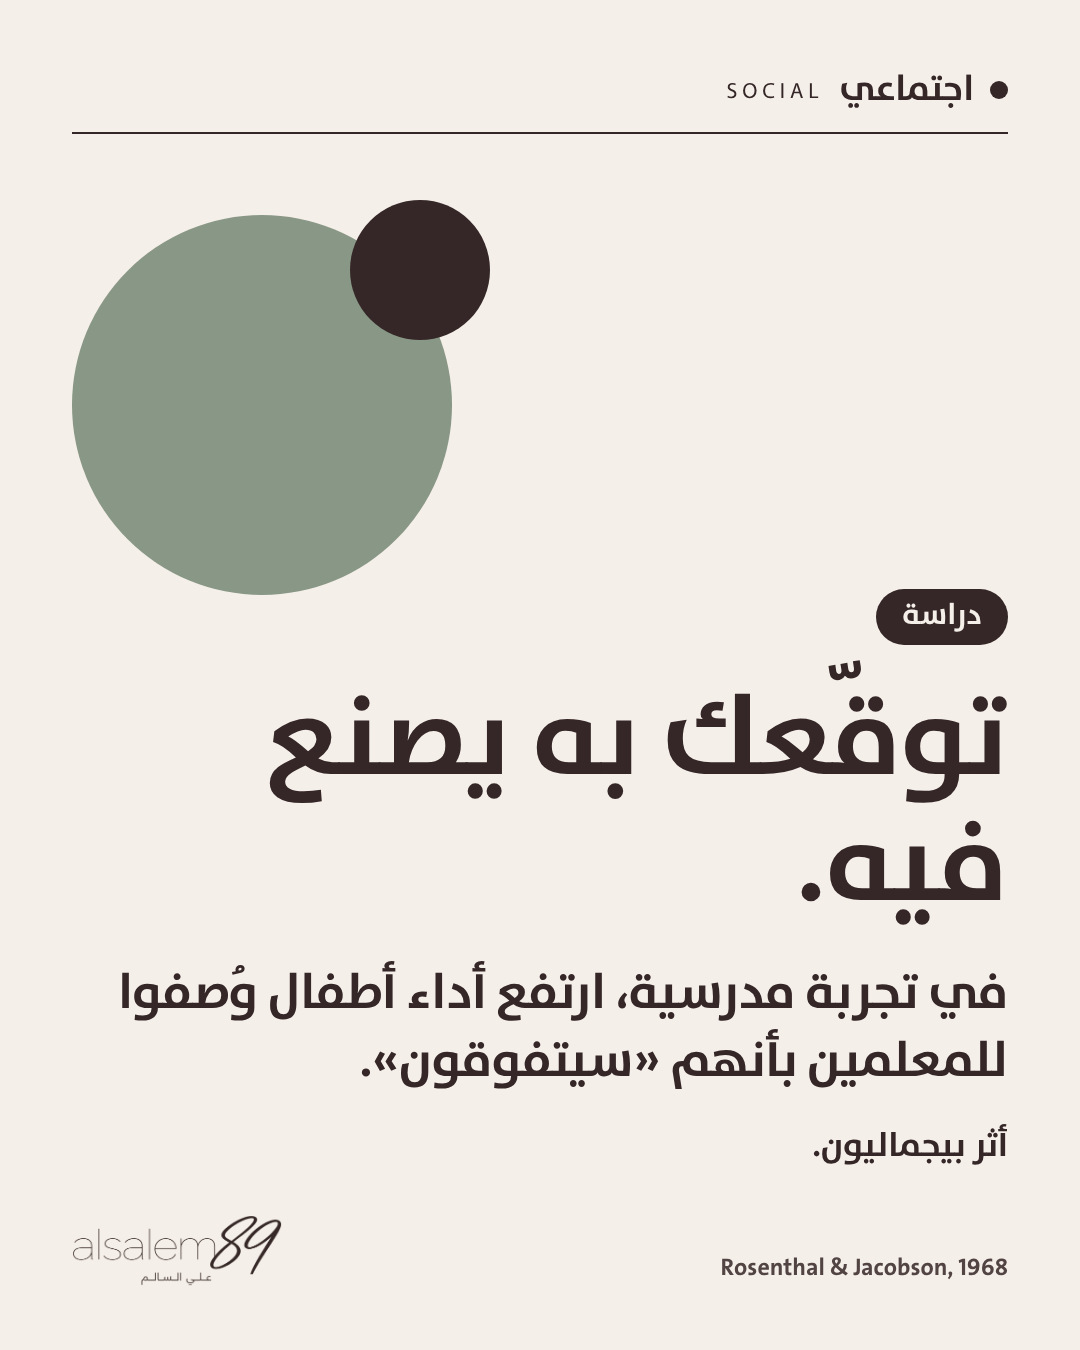 اجتماعي SOCIAL
دراسة
توقّعك به يصنع
فيه.
في تجربة مدرسية، ارتفع أداء أطفال وُصفوا
للمعلمين بأنهم «سيتفوقون».
أثر بيجماليون.
Rosenthal & Jacobson, 1968
alsalem89
علي السالم